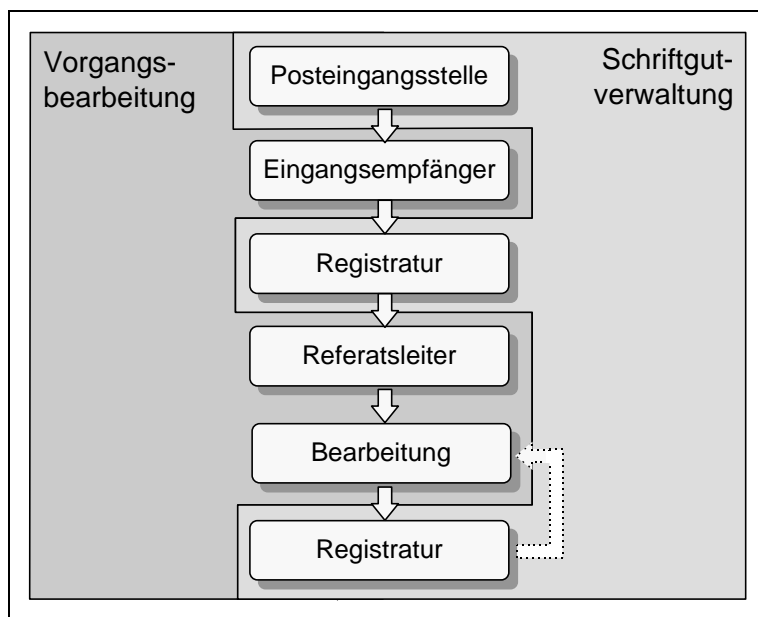 Vorgangs-
bearbeitung
Schriftgut-
verwaltung
Posteingangsstelle
Eingangsempfänger
Registratur
Referatsleiter
Bearbeitung
Registratur